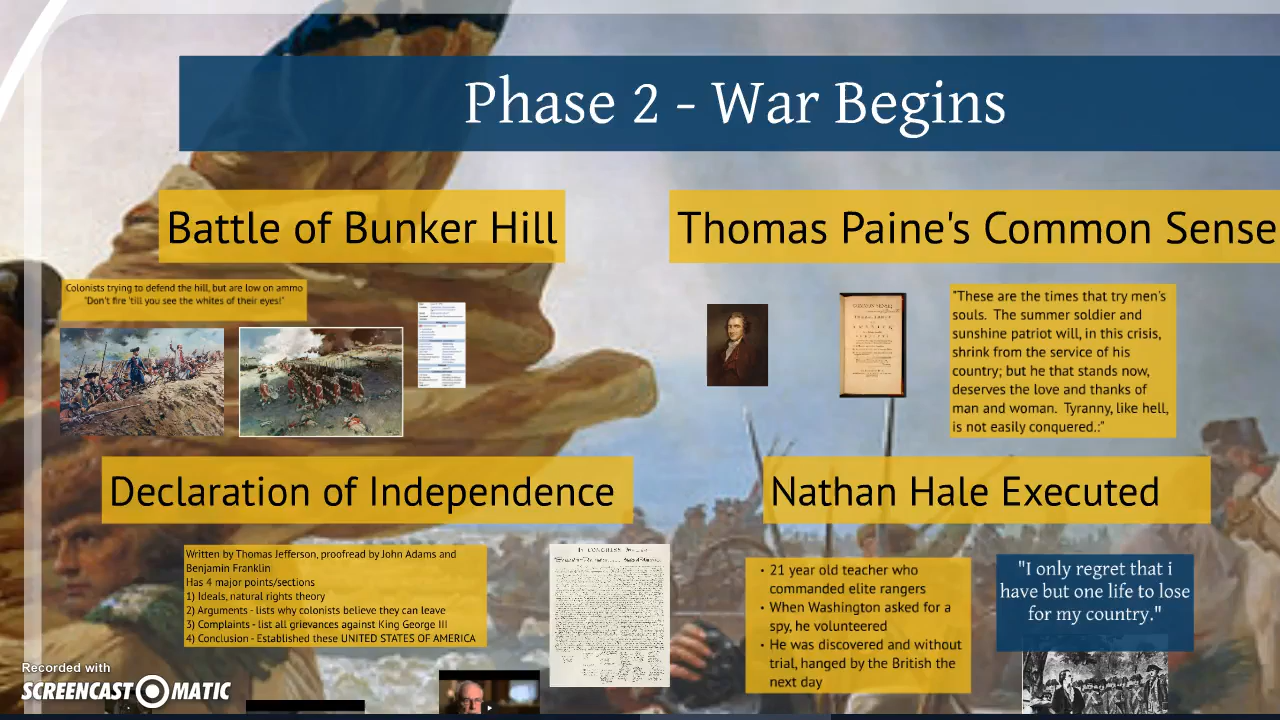 Phase 2 - War Begins
Battle of Bunker Hill
Colonists trying to defend the hill, but are low on ammo
"Don't fire 'till you see the whites of their eyes!"
Thomas Paine's Common Sense
"These are the times that try men's
souls. The summer soldier and
sunshine patriot will, in this crisis,
shrink from the service of his
country; but he that stands now,
deserves the love and thanks of
man and woman. Tyranny, like hell,
is not easily conquered.:"
Declaration of Independence
Written by Thomas Jefferson, proofread by John Adams and
Benjamin Franklin
Has 4 major points/sections
1) Ideals, natural rights theory
2) Arguments - lists why colonists believe they can leave
3) Complaints - list all grievances against King George III
4) Conclusion - Established these UNITED STATES OF AMERICA
IN CONGRESS
Nathan Hale Executed
• 21 year old teacher who
commanded elite rangers
• When Washington asked for a
spy, he volunteered
• He was discovered and without
trial, hanged by the British the
next day
"I only regret that i
have but one life to lose
for my country."
Recorded with
SCREENCAST-O-MATIC